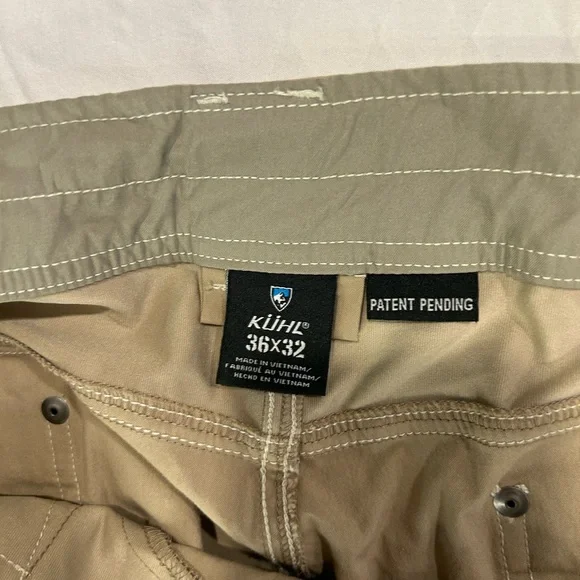 KÜHL®
36X32
MADE IN VIETNAM/
FABRIQUÉ AU VIETNAM/
HECHO EN VIETNAM
PATENT PENDING